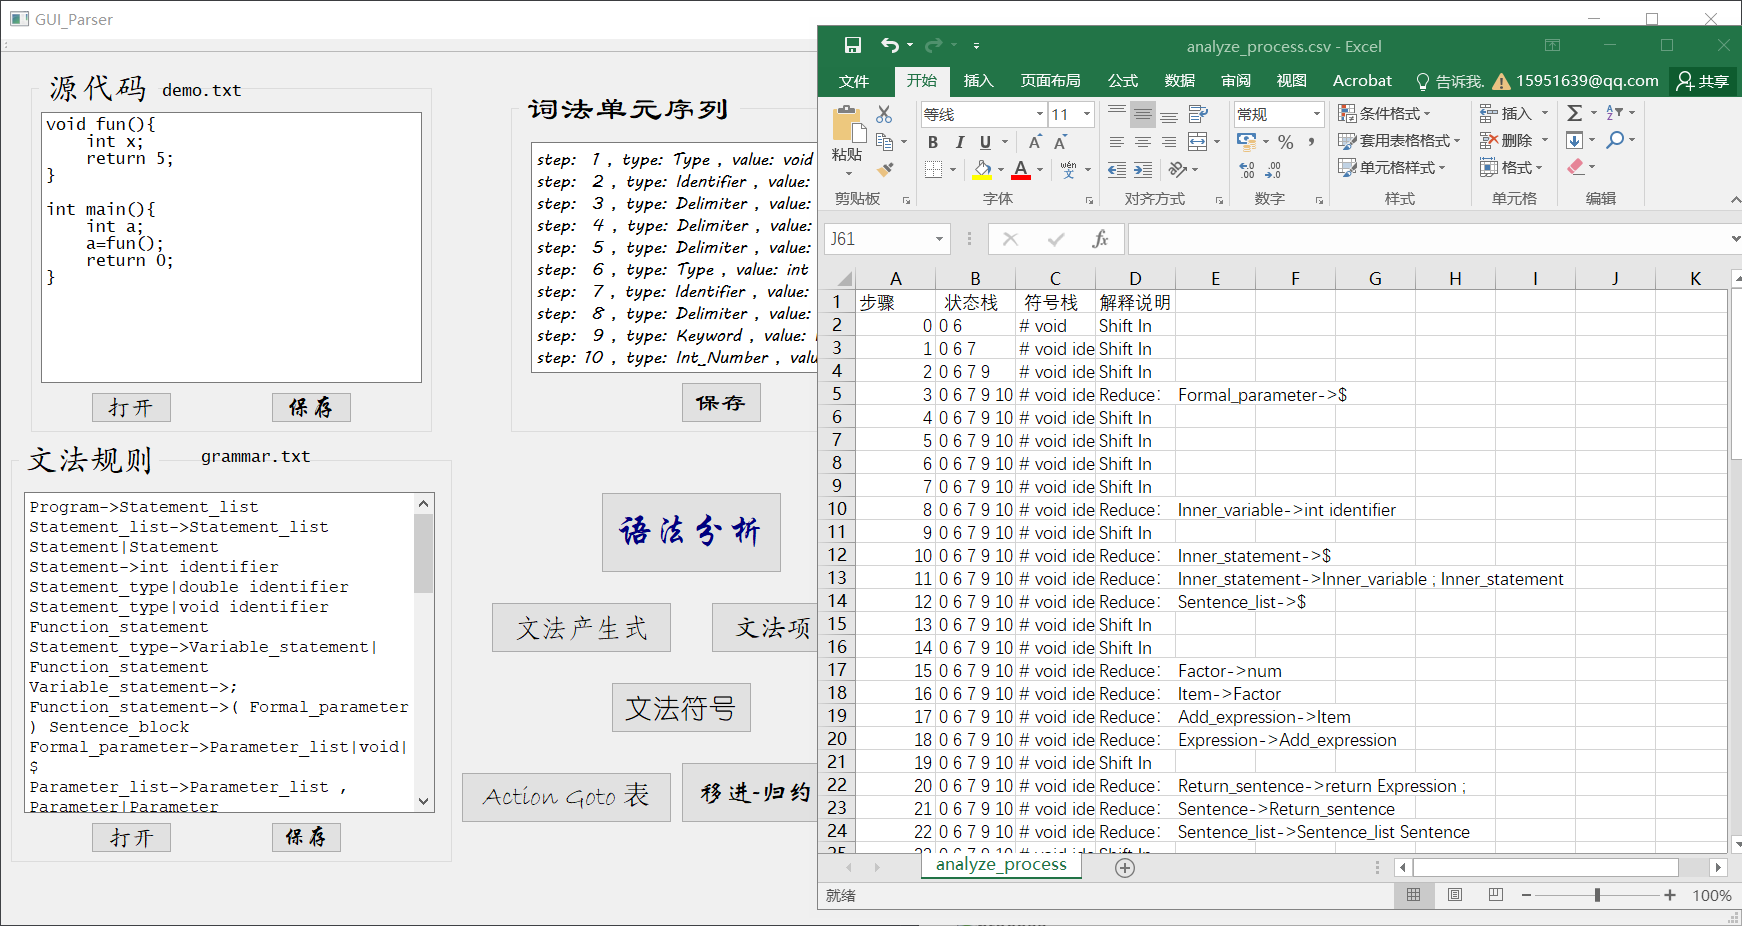 GUI_Parser
源代码 demo.txt
void fun(){
int x;
return 5;
}
int main(){
int a;
a=fun();
return 0;
}
打开
保存
文法规则 grammar.txt
Program->Statement_list
Statement_list->Statement_list
Statement|Statement
Statement->int identifier
Statement_type|double identifier
Statement_type|void identifier
Function_statement
Statement_type->Variable_statement|
Function_statement
Variable_statement->;
Function_statement->( Formal_parameter
) Sentence_block
Formal_parameter->Parameter_list|void|
$
Parameter_list->Parameter_list ,
Parameter|Parameter
打开
保存
词法单元序列
step: 1 , type: Type , value: void
step: 2 , type: Identifier , value:
step: 3 , type: Delimiter , value:
step: 4 , type: Delimiter , value:
step: 5 , type: Delimiter , value:
step: 6 , type: Type , value: int
step: 7 , type: Identifier , value:
step: 8 , type: Delimiter , value:
step: 9 , type: Keyword , value:
step: 10 , type: Int_Number , valu
保存
语法分析
文法产生式
文法项
文法符号
Action Goto 表
移进-归约
analyze_process.csv - Excel
文件 开始 插入 页面布局 公式 数据 审阅 视图 Acrobat 告诉我. 15951639@qq.com 共享
粘贴
剪贴板
等线 11
B I U A A
A wén 文
字体
对齐方式
常规
% ,
.0 .00
数字
条件格式
套用表格格式
单元格样式
样式
插入
删除
格式
单元格
Σ
编辑
J61 fx
A B C D E F G H I J K
1 步骤 状态栈 符号栈 解释说明
2 0 0 6 # void Shift In
3 1 0 6 7 # void ide Shift In
4 2 0 6 7 9 # void ide Shift In
5 3 0 6 7 9 10 # void ide Reduce: Formal_parameter->$
6 4 0 6 7 9 10 # void ide Shift In
7 5 0 6 7 9 10 # void ide Shift In
8 6 0 6 7 9 10 # void ide Shift In
9 7 0 6 7 9 10 # void ide Shift In
10 8 0 6 7 9 10 # void ide Reduce: Inner_variable->int identifier
11 9 0 6 7 9 10 # void ide Shift In
12 10 0 6 7 9 10 # void ide Reduce: Inner_statement->$
13 11 0 6 7 9 10 # void ide Reduce: Inner_statement->Inner_variable ; Inner_statement
14 12 0 6 7 9 10 # void ide Reduce: Sentence_list->$
15 13 0 6 7 9 10 # void ide Shift In
16 14 0 6 7 9 10 # void ide Shift In
17 15 0 6 7 9 10 # void ide Reduce: Factor->num
18 16 0 6 7 9 10 # void ide Reduce: Item->Factor
19 17 0 6 7 9 10 # void ide Reduce: Add_expression->Item
20 18 0 6 7 9 10 # void ide Reduce: Expression->Add_expression
21 19 0 6 7 9 10 # void ide Shift In
22 20 0 6 7 9 10 # void ide Reduce: Return_sentence->return Expression ;
23 21 0 6 7 9 10 # void ide Reduce: Sentence->Return_sentence
24 22 0 6 7 9 10 # void ide Reduce: Sentence_list->Sentence_list Sentence
analyze_process
就绪 100%